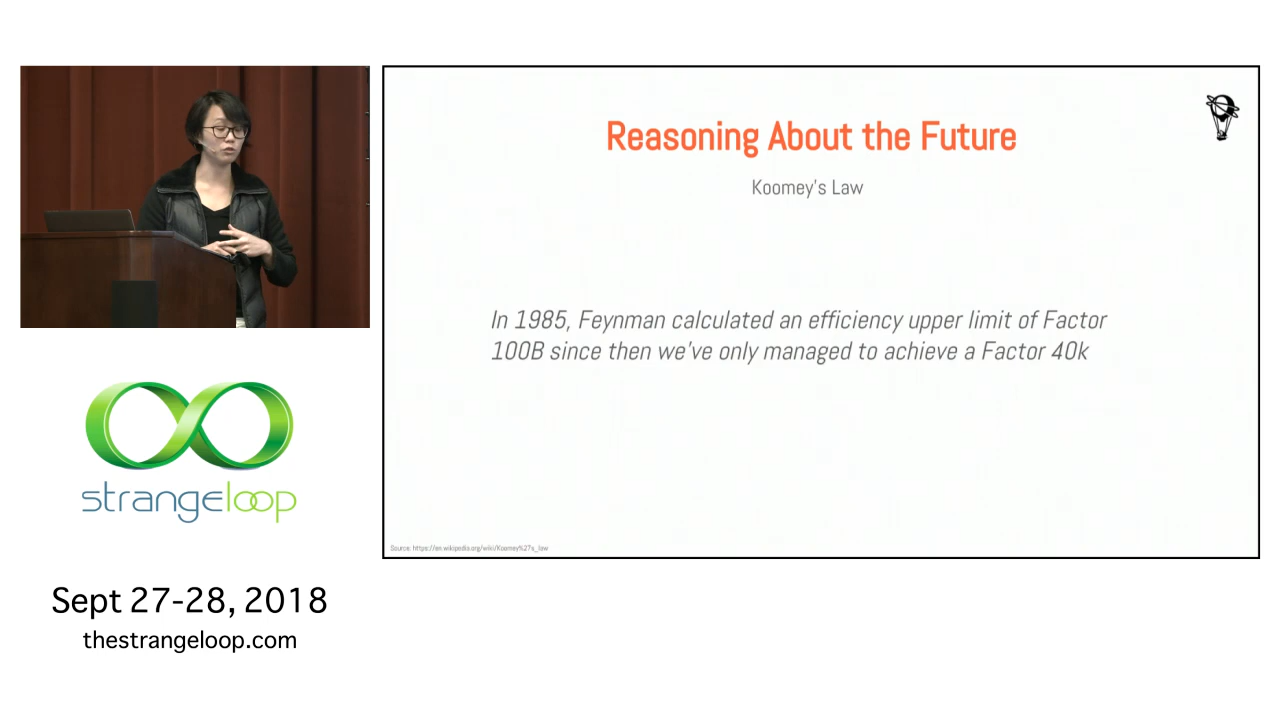 Reasoning About the Future
Koomey's Law
In 1985, Feynman calculated an efficiency upper limit of Factor
100B since then we've only managed to achieve a Factor 40k
Source: https://en.wikipedia.org/wiki/Koomey%27s_law
strangeloop
Sept 27-28, 2018
thestrangeloop.com